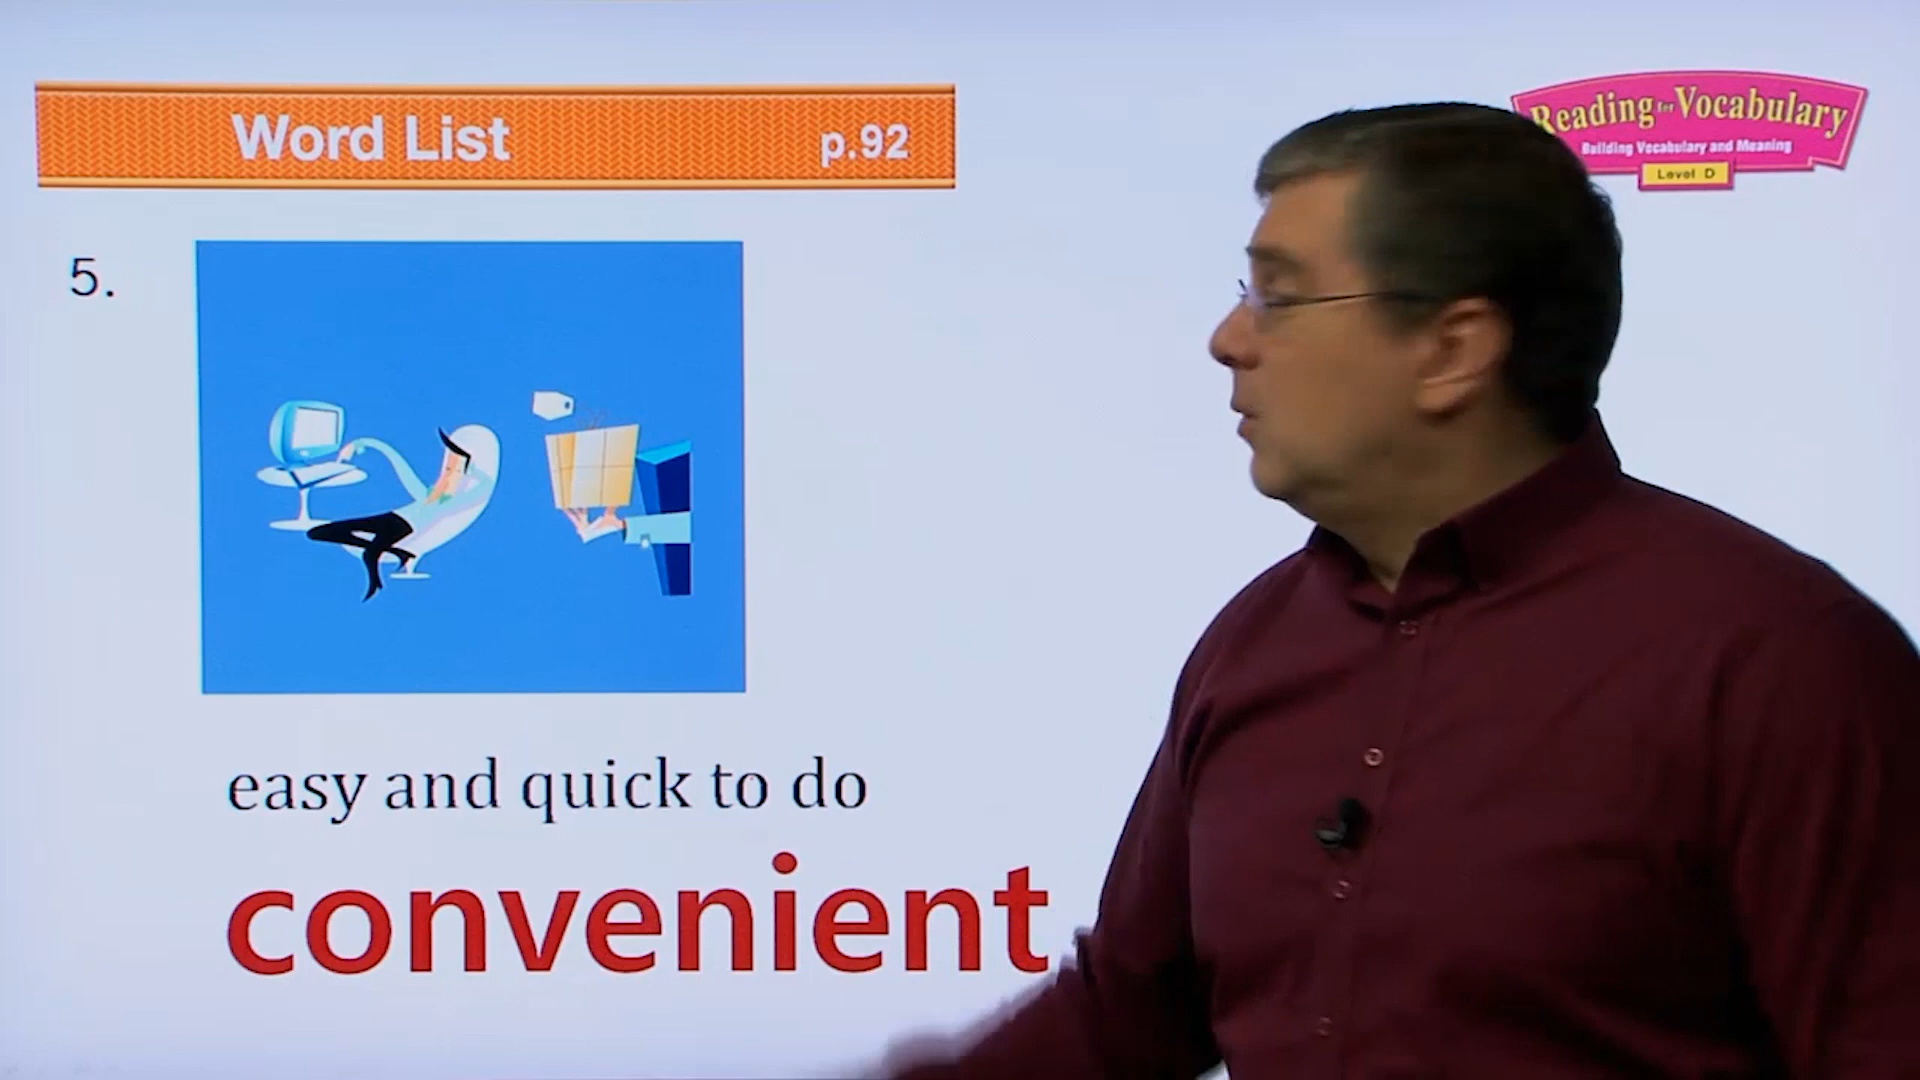 Word List
p.92
Reading for Vocabulary
Building Vocabulary and Meaning
Level D
5.
easy and quick to do
convenient